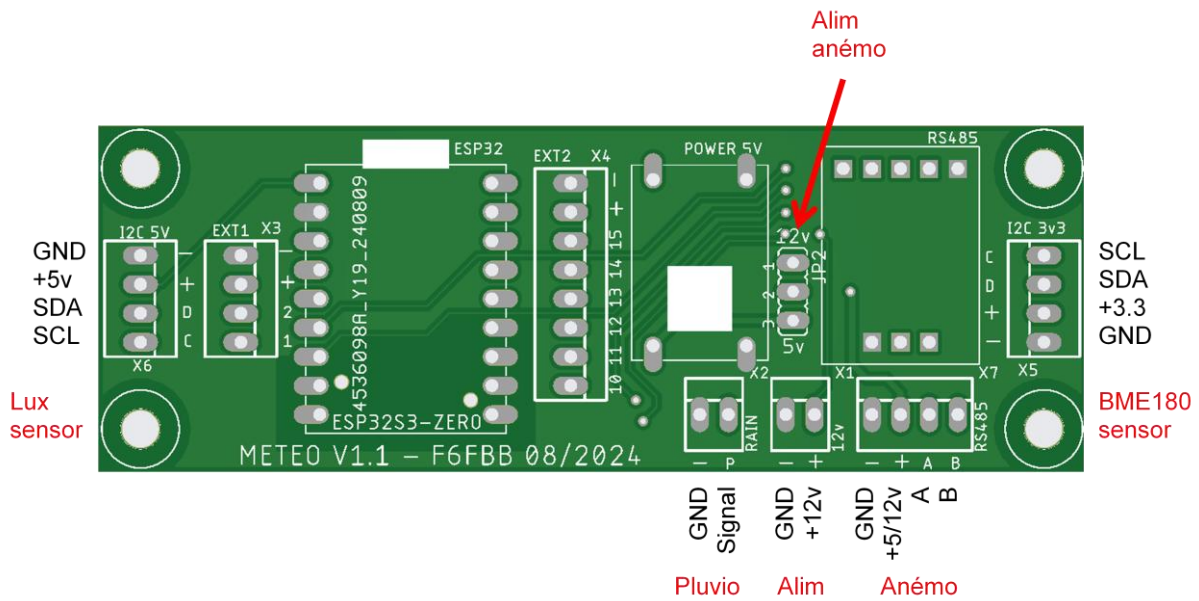 Alim
anémo
ESP32
EXT2 X4
POWER 5V
RS485
-
+
15
14
13
12
11
10
4536098A_Y19_240809
ESP32S3-ZERO
12v
1
2
3
JP2
5v
I2C 5V
-
+
D
C
X6
EXT1 X3
-
+
2
1
I2C 3v3
C
D
+
-
X5
GND
+5v
SDA
SCL
SCL
SDA
+3.3
GND
Lux
sensor
BME180
sensor
X2
RAIN
- P
X1
12v
- +
X7
RS485
- + A B
METEO V1.1 - F6FBB 08/2024
GND
Signal
GND
+12v
GND
+5/12v
A
B
Pluvio
Alim
Anémo